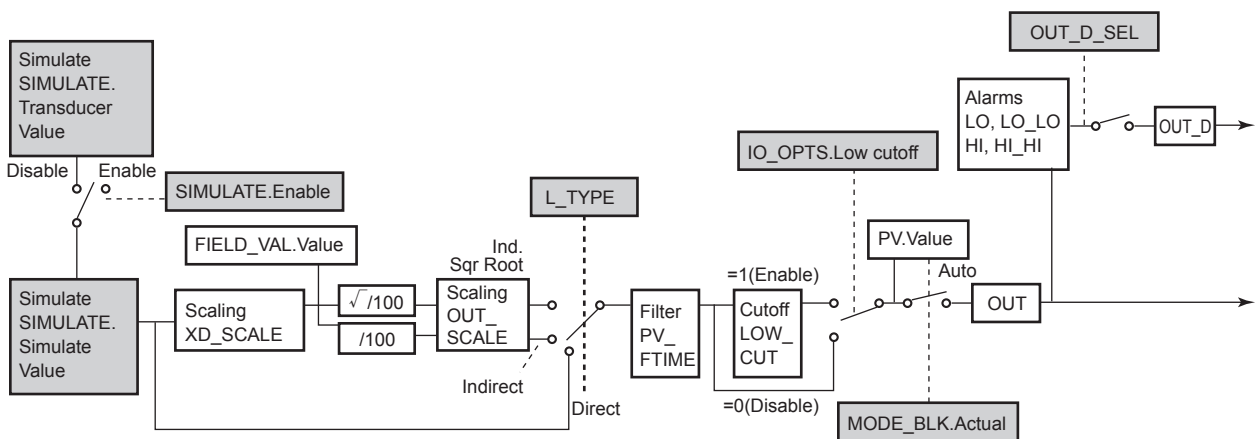 Simulate
SIMULATE.
Transducer
Value
Disable
Enable
SIMULATE.Enable
Simulate
SIMULATE.
Simulate
Value
Scaling
XD_SCALE
FIELD_VAL.Value
√ /100
/100
Ind.
Sqr Root
Scaling
OUT_
SCALE
Indirect
L_TYPE
Direct
Filter
PV_
FTIME
=1(Enable)
Cutoff
LOW_
CUT
=0(Disable)
IO_OPTS.Low cutoff
PV.Value
Auto
MODE_BLK.Actual
OUT
Alarms
LO, LO_LO
HI, HI_HI
OUT_D_SEL
OUT_D